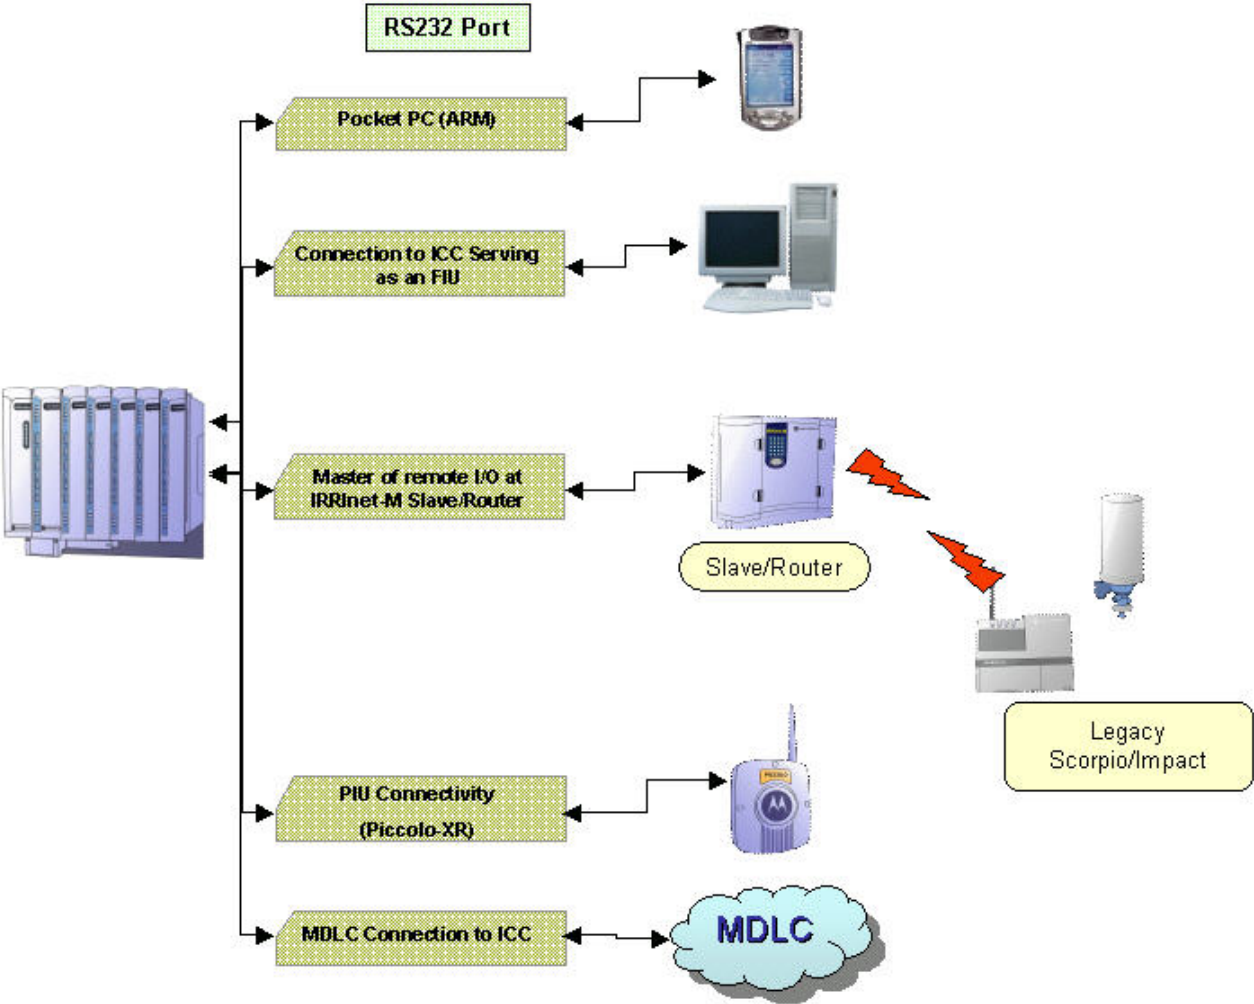 RS232 Port
Pocket PC (ARM)
Connection to ICC Serving
as an FIU
Master of remote I/O at
IRRInet-M Slave/Router
Slave/Router
Legacy
Scorpio/Impact
PIU Connectivity
(Piccolo-XR)
PICCOLO
MDLC Connection to ICC
MDLC